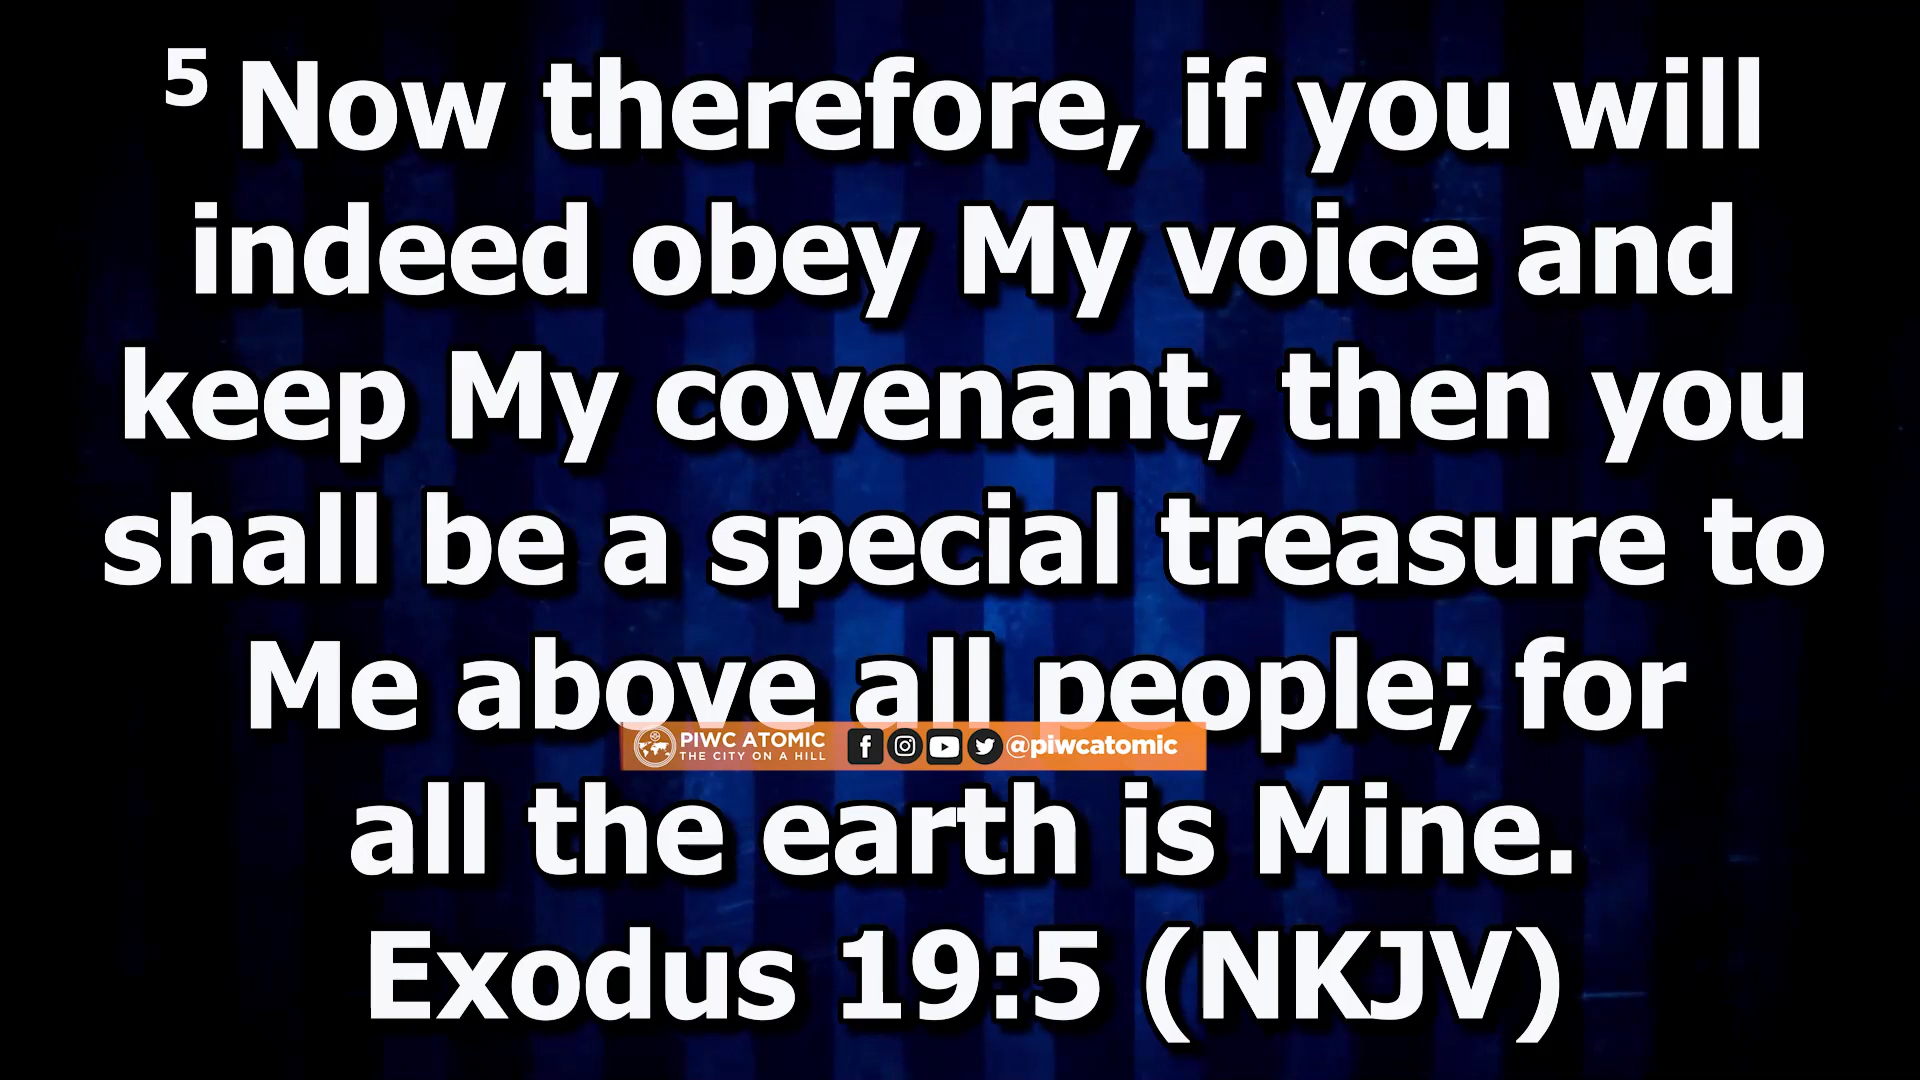 5 Now therefore, if you will
indeed obey My voice and
keep My covenant, then you
shall be a special treasure to
Me above all people; for
PIWC ATOMIC
THE CITY ON A HILL
@piwcatomic
all the earth is Mine.
Exodus 19:5 (NKJV)